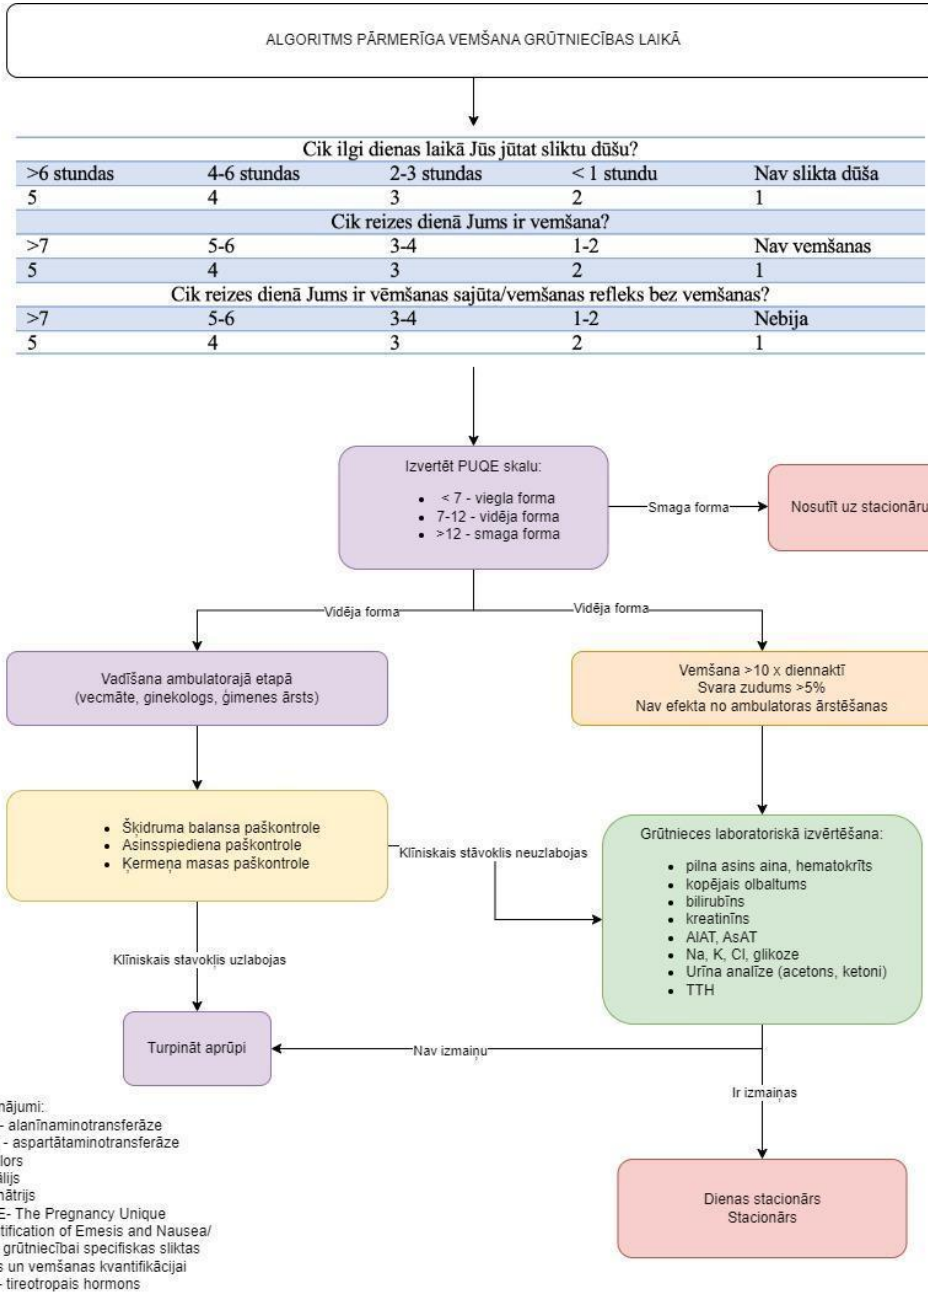 ALGORITMS PĀRMERĪGA VEMŠANA GRŪTNIECĪBAS LAIKĀ
Cik ilgi dienas laikā Jūs jūtat sliktu dūšu?
>6 stundas 4-6 stundas 2-3 stundas < 1 stundu Nav slikta dūša
5 4 3 2 1
Cik reizes dienā Jums ir vemšana?
>7 5-6 3-4 1-2 Nav vemšanas
5 4 3 2 1
Cik reizes dienā Jums ir vēmšanas sajūta/vemšanas refleks bez vemšanas?
>7 5-6 3-4 1-2 Nebija
5 4 3 2 1
Izvertēt PUQE skalu:
• < 7 - viegla forma
• 7-12 - vidēja forma
• >12 - smaga forma
Smaga forma
Nosutīt uz stacionāru
Vidēja forma
Vidēja forma
Vadīšana ambulatorajā etapā
(vecmāte, ginekologs, ģimenes ārsts)
Vemšana >10 x diennaktī
Svara zudums >5%
Nav efekta no ambulatoras ārstēšanas
• Šķidruma balansa paškontrole
• Asinsspiediena paškontrole
• Ķermeņa masas paškontrole
Klīniskais stāvoklis neuzlabojas
Grūtnieces laboratoriskā izvērtēšana:
• pilna asins aina, hematokrīts
• kopējais olbaltums
• bilirubīns
• kreatinīns
• AlAT, AsAT
• Na, K, Cl, glikoze
• Urīna analīze (acetons, ketoni)
• TTH
Klīniskais stavokļis uzlabojas
Turpināt aprūpi
Nav izmaiņu
Ir izmaiņas
Dienas stacionārs
Stacionārs
mājumi:
- alanīnaminotransferāze
- aspartātaminotransferāze
lors
ālijs
nātrijs
E- The Pregnancy Unique
tification of Emesis and Nausea/
grūtniecībai specifiskas sliktas
s un vemšanas kvantifikācijai
- tireotropais hormons